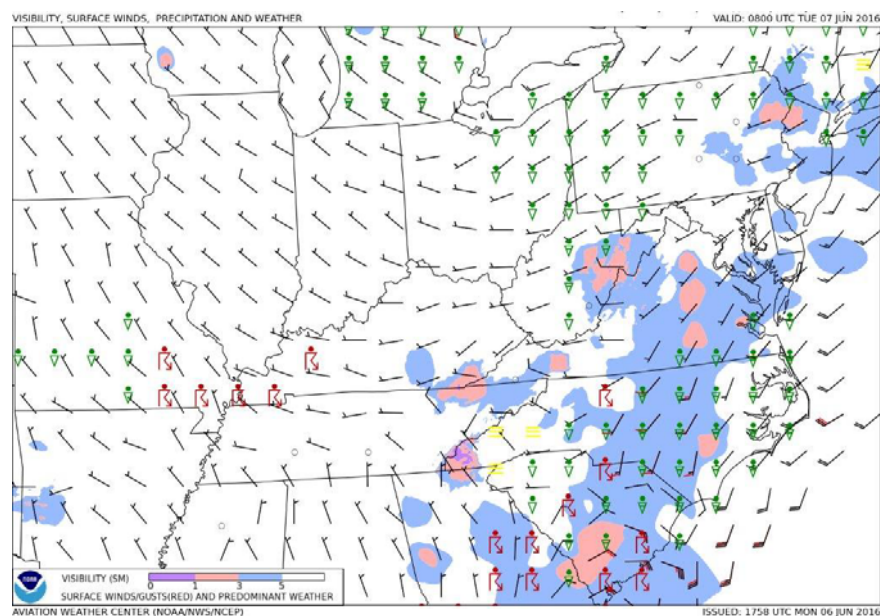 VISIBILITY, SURFACE WINDS, PRECIPITATION AND WEATHER
VALID: 0800 UTC TUE 07 JUN 2016
VISIBILITY (SM)
0 1 3 5
SURFACE WINDS/GUSTS(RED) AND PREDOMINANT WEATHER
AVIATION WEATHER CENTER (NOAA/NWS/NCEP)
ISSUED: 1758 UTC MON 06 JUN 2016